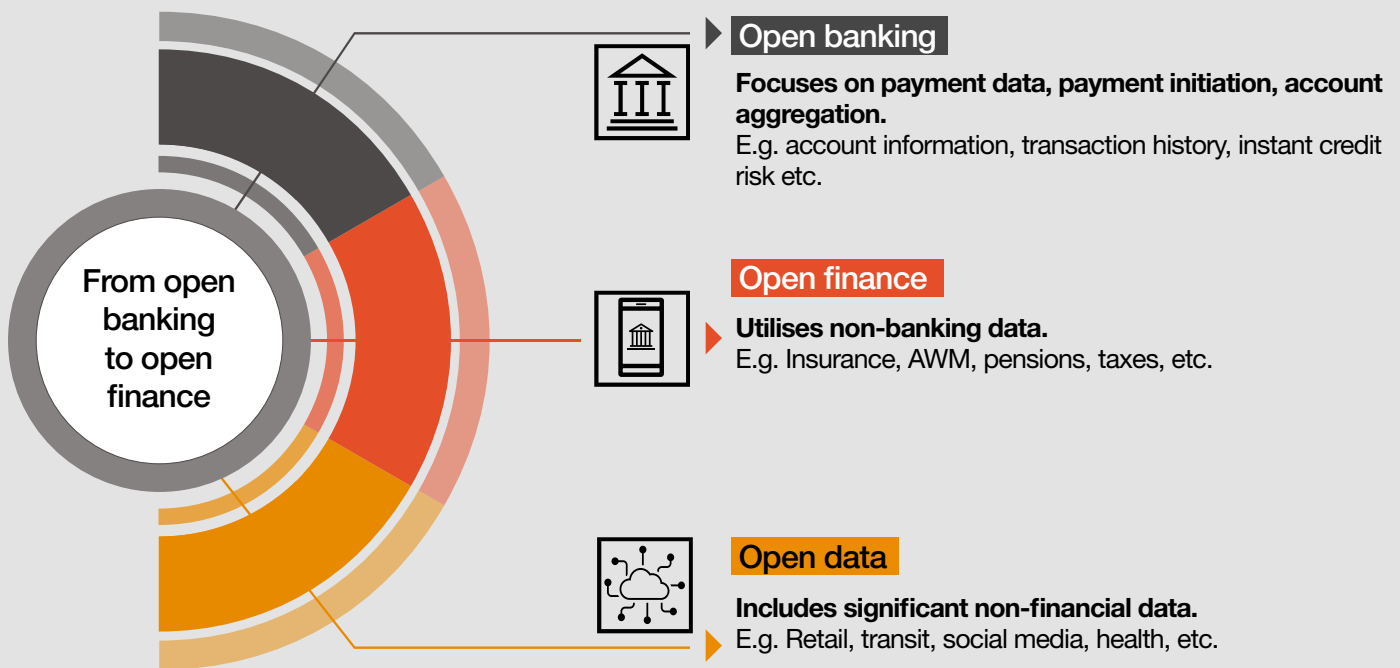 From open
banking
to open
finance
Open banking
Focuses on payment data, payment initiation, account
aggregation.
E.g. account information, transaction history, instant credit
risk etc.
Open finance
Utilises non-banking data.
E.g. Insurance, AWM, pensions, taxes, etc.
Open data
Includes significant non-financial data.
E.g. Retail, transit, social media, health, etc.